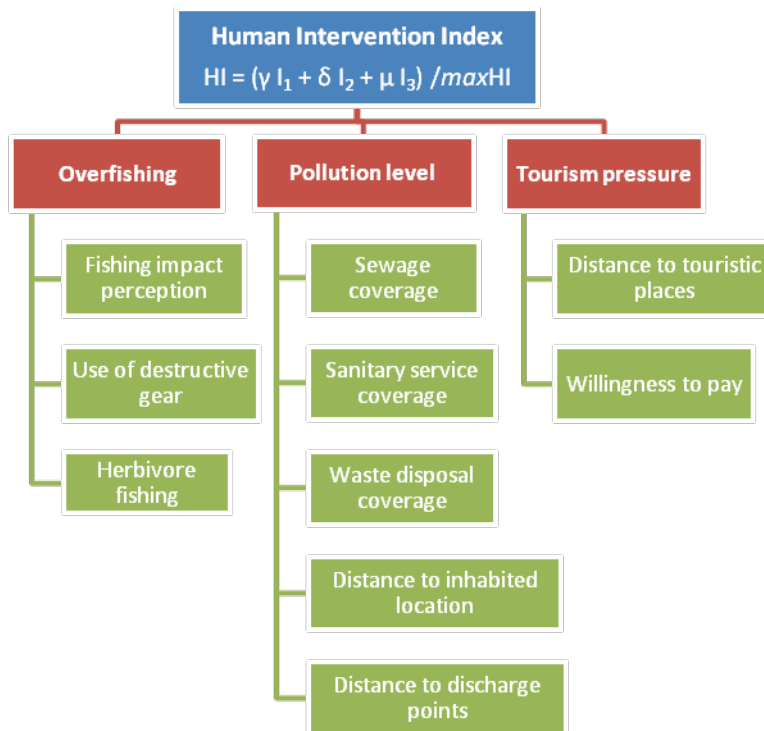 Human Intervention Index
HI = (γ I₁ + δ I₂ + μ I₃) /maxHI
Overfishing
Pollution level
Tourism pressure
Fishing impact
perception
Use of destructive
gear
Herbivore
fishing
Sewage
coverage
Sanitary service
coverage
Waste disposal
coverage
Distance to inhabited
location
Distance to discharge
points
Distance to touristic
places
Willingness to pay